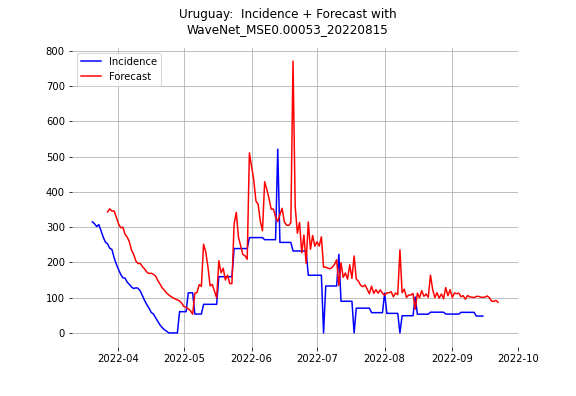 Uruguay:  Incidence + Forecast with
WaveNet_MSE0.00053_20220815
Incidence
Forecast
800
700
600
500
400
300
200
100
0
2022-04 2022-05 2022-06 2022-07 2022-08 2022-09 2022-10